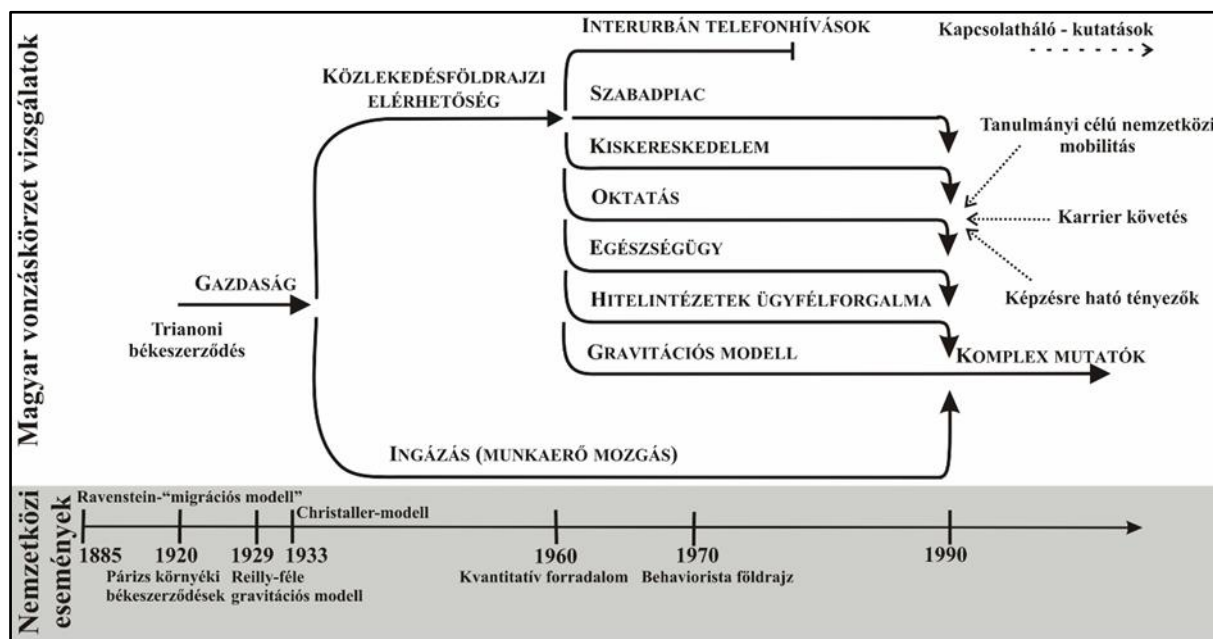 Magyar vonzáskörzet vizsgálatok
INTERURBÁN TELEFONHÍVÁSOK
Kapcsolatháló - kutatások
KÖZLEKEDÉSFÖLDRAJZI
ELÉRHETŐSÉG
SZABADPIAC
Tanulmányi célú nemzetközi
mobilitás
KISKERESKEDELEM
OKTATÁS
Karrier követés
EGÉSZSÉGÜGY
GAZDASÁG
HITELINTÉZETEK ÜGYFÉLFORGALMA
Képzésre ható tényezők
Trianoni
békeszerződés
GRAVITÁCIÓS MODELL
KOMPLEX MUTATÓK
INGÁZÁS (MUNKAERŐ MOZGÁS)
Nemzetközi
események
Ravenstein-“migrációs modell”
Christaller-modell
1885
1920
1929
1933
1960
1970
1990
Párizs környéki
békeszerződések
Reilly-féle
gravitációs modell
Kvantitatív forradalom
Behaviorista földrajz